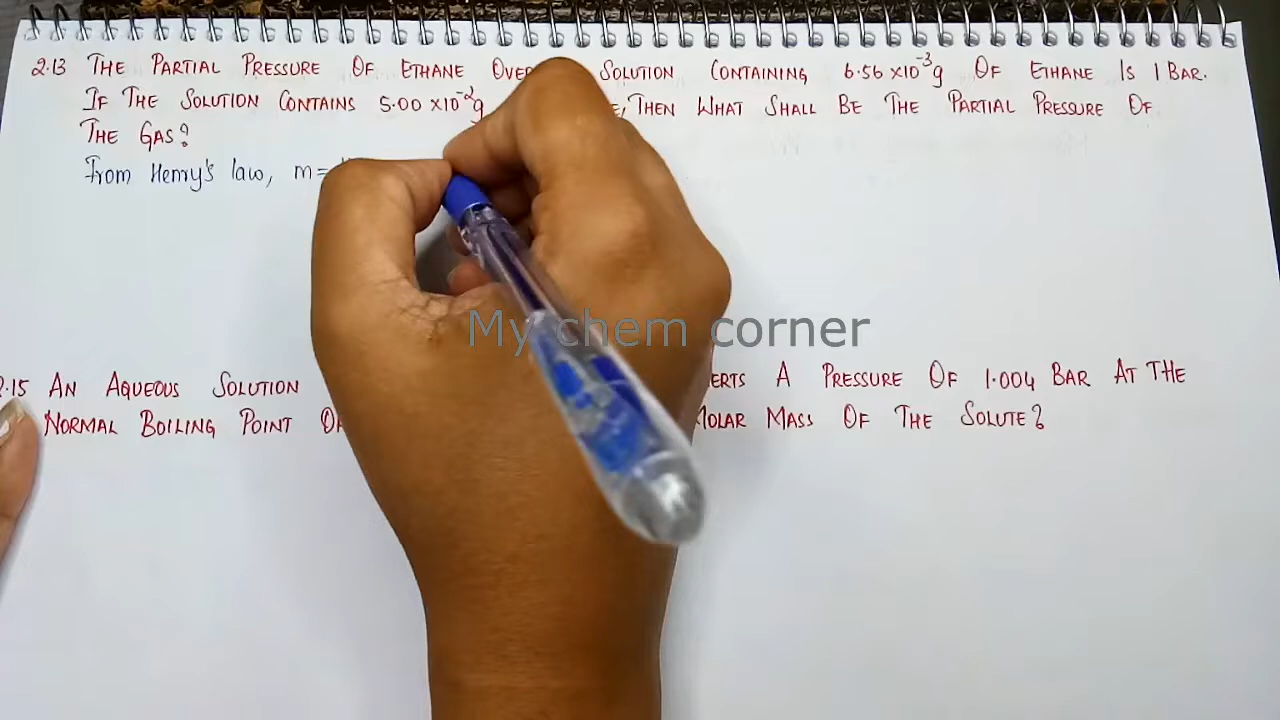 2.13 THE PARTIAL PRESSURE OF ETHANE OVER SOLUTION CONTAINING 6.56 ×10⁻³g OF ETHANE IS 1 BAR.
IF THE SOLUTION CONTAINS 5.00 ×10⁻²g THEN WHAT SHALL BE THE PARTIAL PRESSURE OF
THE GAS?
From Henry's law, m=
My chem corner
.15 AN AQUEOUS SOLUTION A PRESSURE OF 1.004 BAR AT THE
NORMAL BOILING POINT MOLAR MASS OF THE SOLUTE?